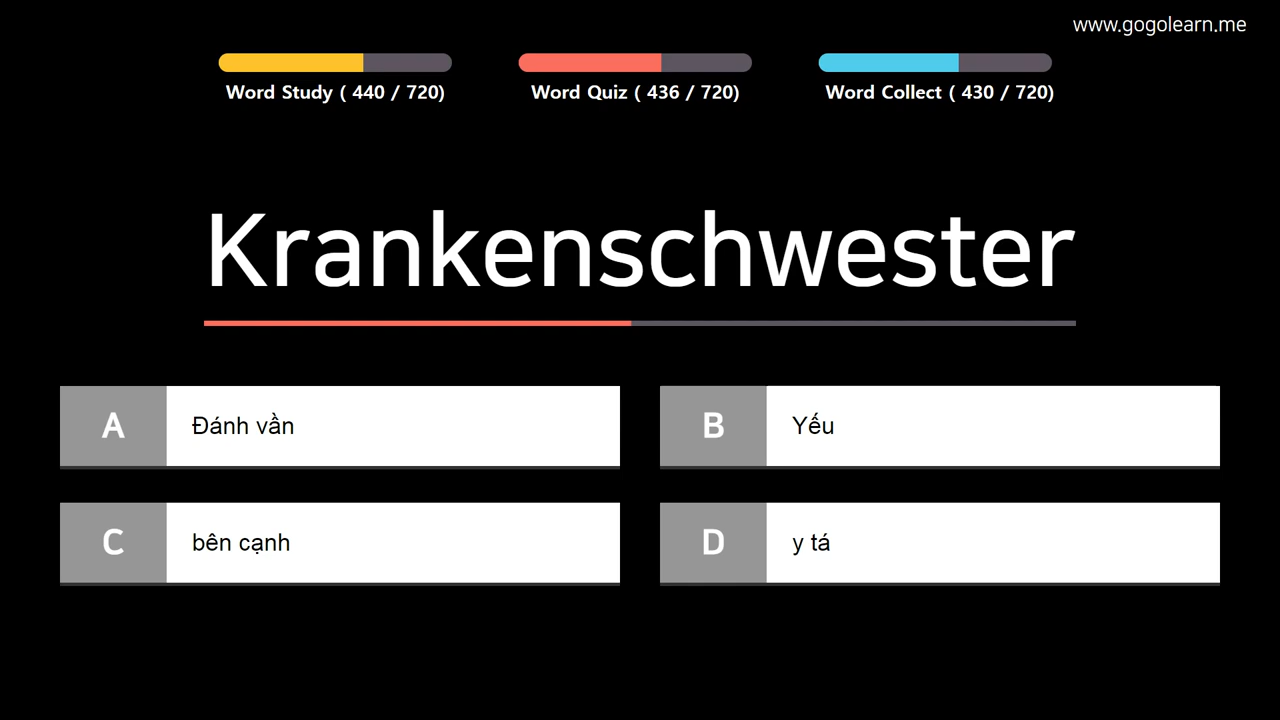 www.gogolearn.me
Word Study ( 440 / 720)
Word Quiz ( 436 / 720)
Word Collect ( 430 / 720)
Krankenschwester
A
Đánh vần
B
Yếu
C
bên cạnh
D
y tá